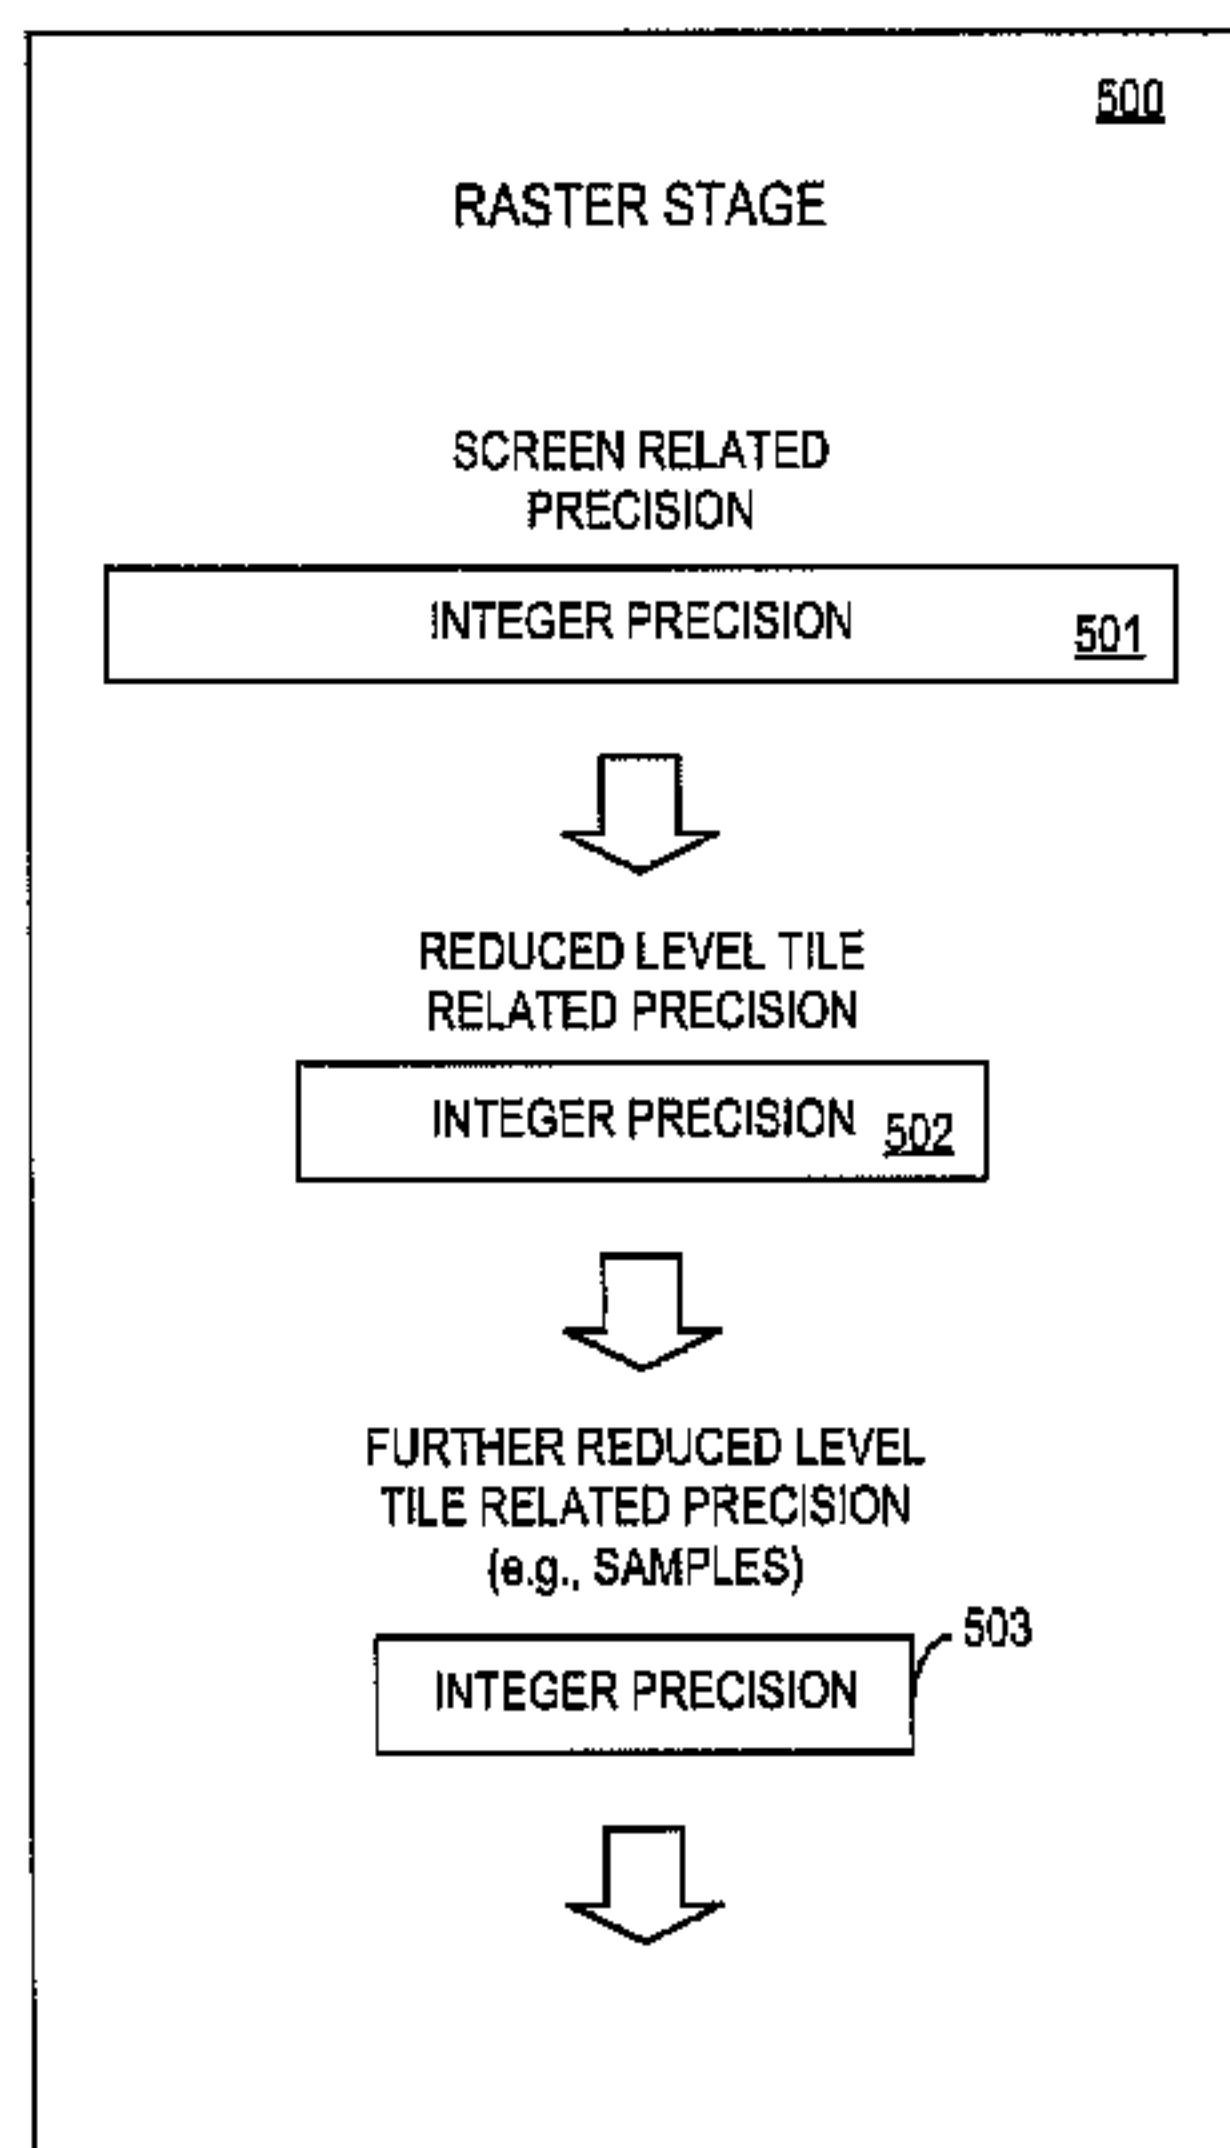 500
RASTER STAGE
SCREEN RELATED
PRECISION
INTEGER PRECISION 501
REDUCED LEVEL TILE
RELATED PRECISION
INTEGER PRECISION 502
FURTHER REDUCED LEVEL
TILE RELATED PRECISION
(e.g., SAMPLES)
503
INTEGER PRECISION